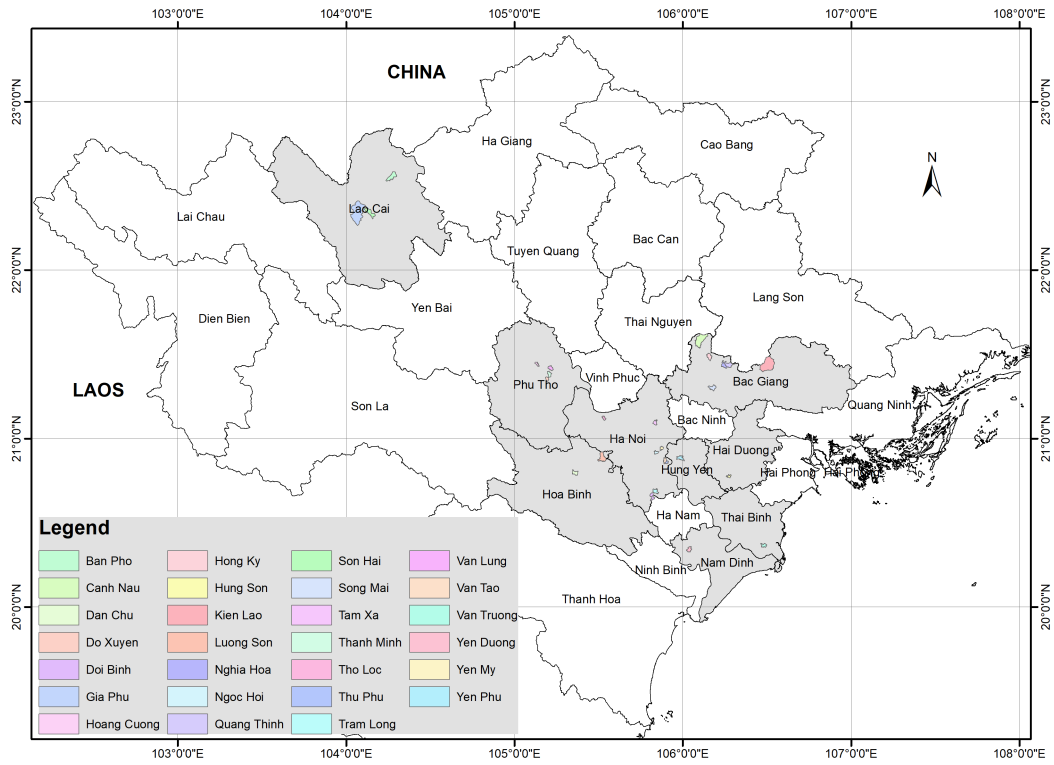 103°0'0"E 104°0'0"E 105°0'0"E 106°0'0"E 107°0'0"E 108°0'0"E
CHINA
23°0'0"N 23°0'0"N
Ha Giang
Cao Bang
N
Lao Cai
Lai Chau
Bac Can
Tuyen Quang
22°0'0"N 22°0'0"N
Lang Son
Yen Bai
Dien Bien
Thai Nguyen
LAOS
Phu Tho
Vinh Phuc
Bac Giang
Son La
Quang Ninh
Bac Ninh
21°0'0"N 21°0'0"N
Ha Noi
Hai Duong
Hung Yen
Hai Phong
Hai Phong
Hoa Binh
Ha Nam
Thai Binh
Nam Dinh
Ninh Binh
Thanh Hoa
20°0'0"N 20°0'0"N
Legend
Ban Pho
Canh Nau
Dan Chu
Do Xuyen
Doi Binh
Gia Phu
Hoang Cuong
Hong Ky
Hung Son
Kien Lao
Luong Son
Nghia Hoa
Ngoc Hoi
Quang Thinh
Son Hai
Song Mai
Tam Xa
Thanh Minh
Tho Loc
Thu Phu
Tram Long
Van Lung
Van Tao
Van Truong
Yen Duong
Yen My
Yen Phu
103°0'0"E 104°0'0"E 105°0'0"E 106°0'0"E 107°0'0"E 108°0'0"E